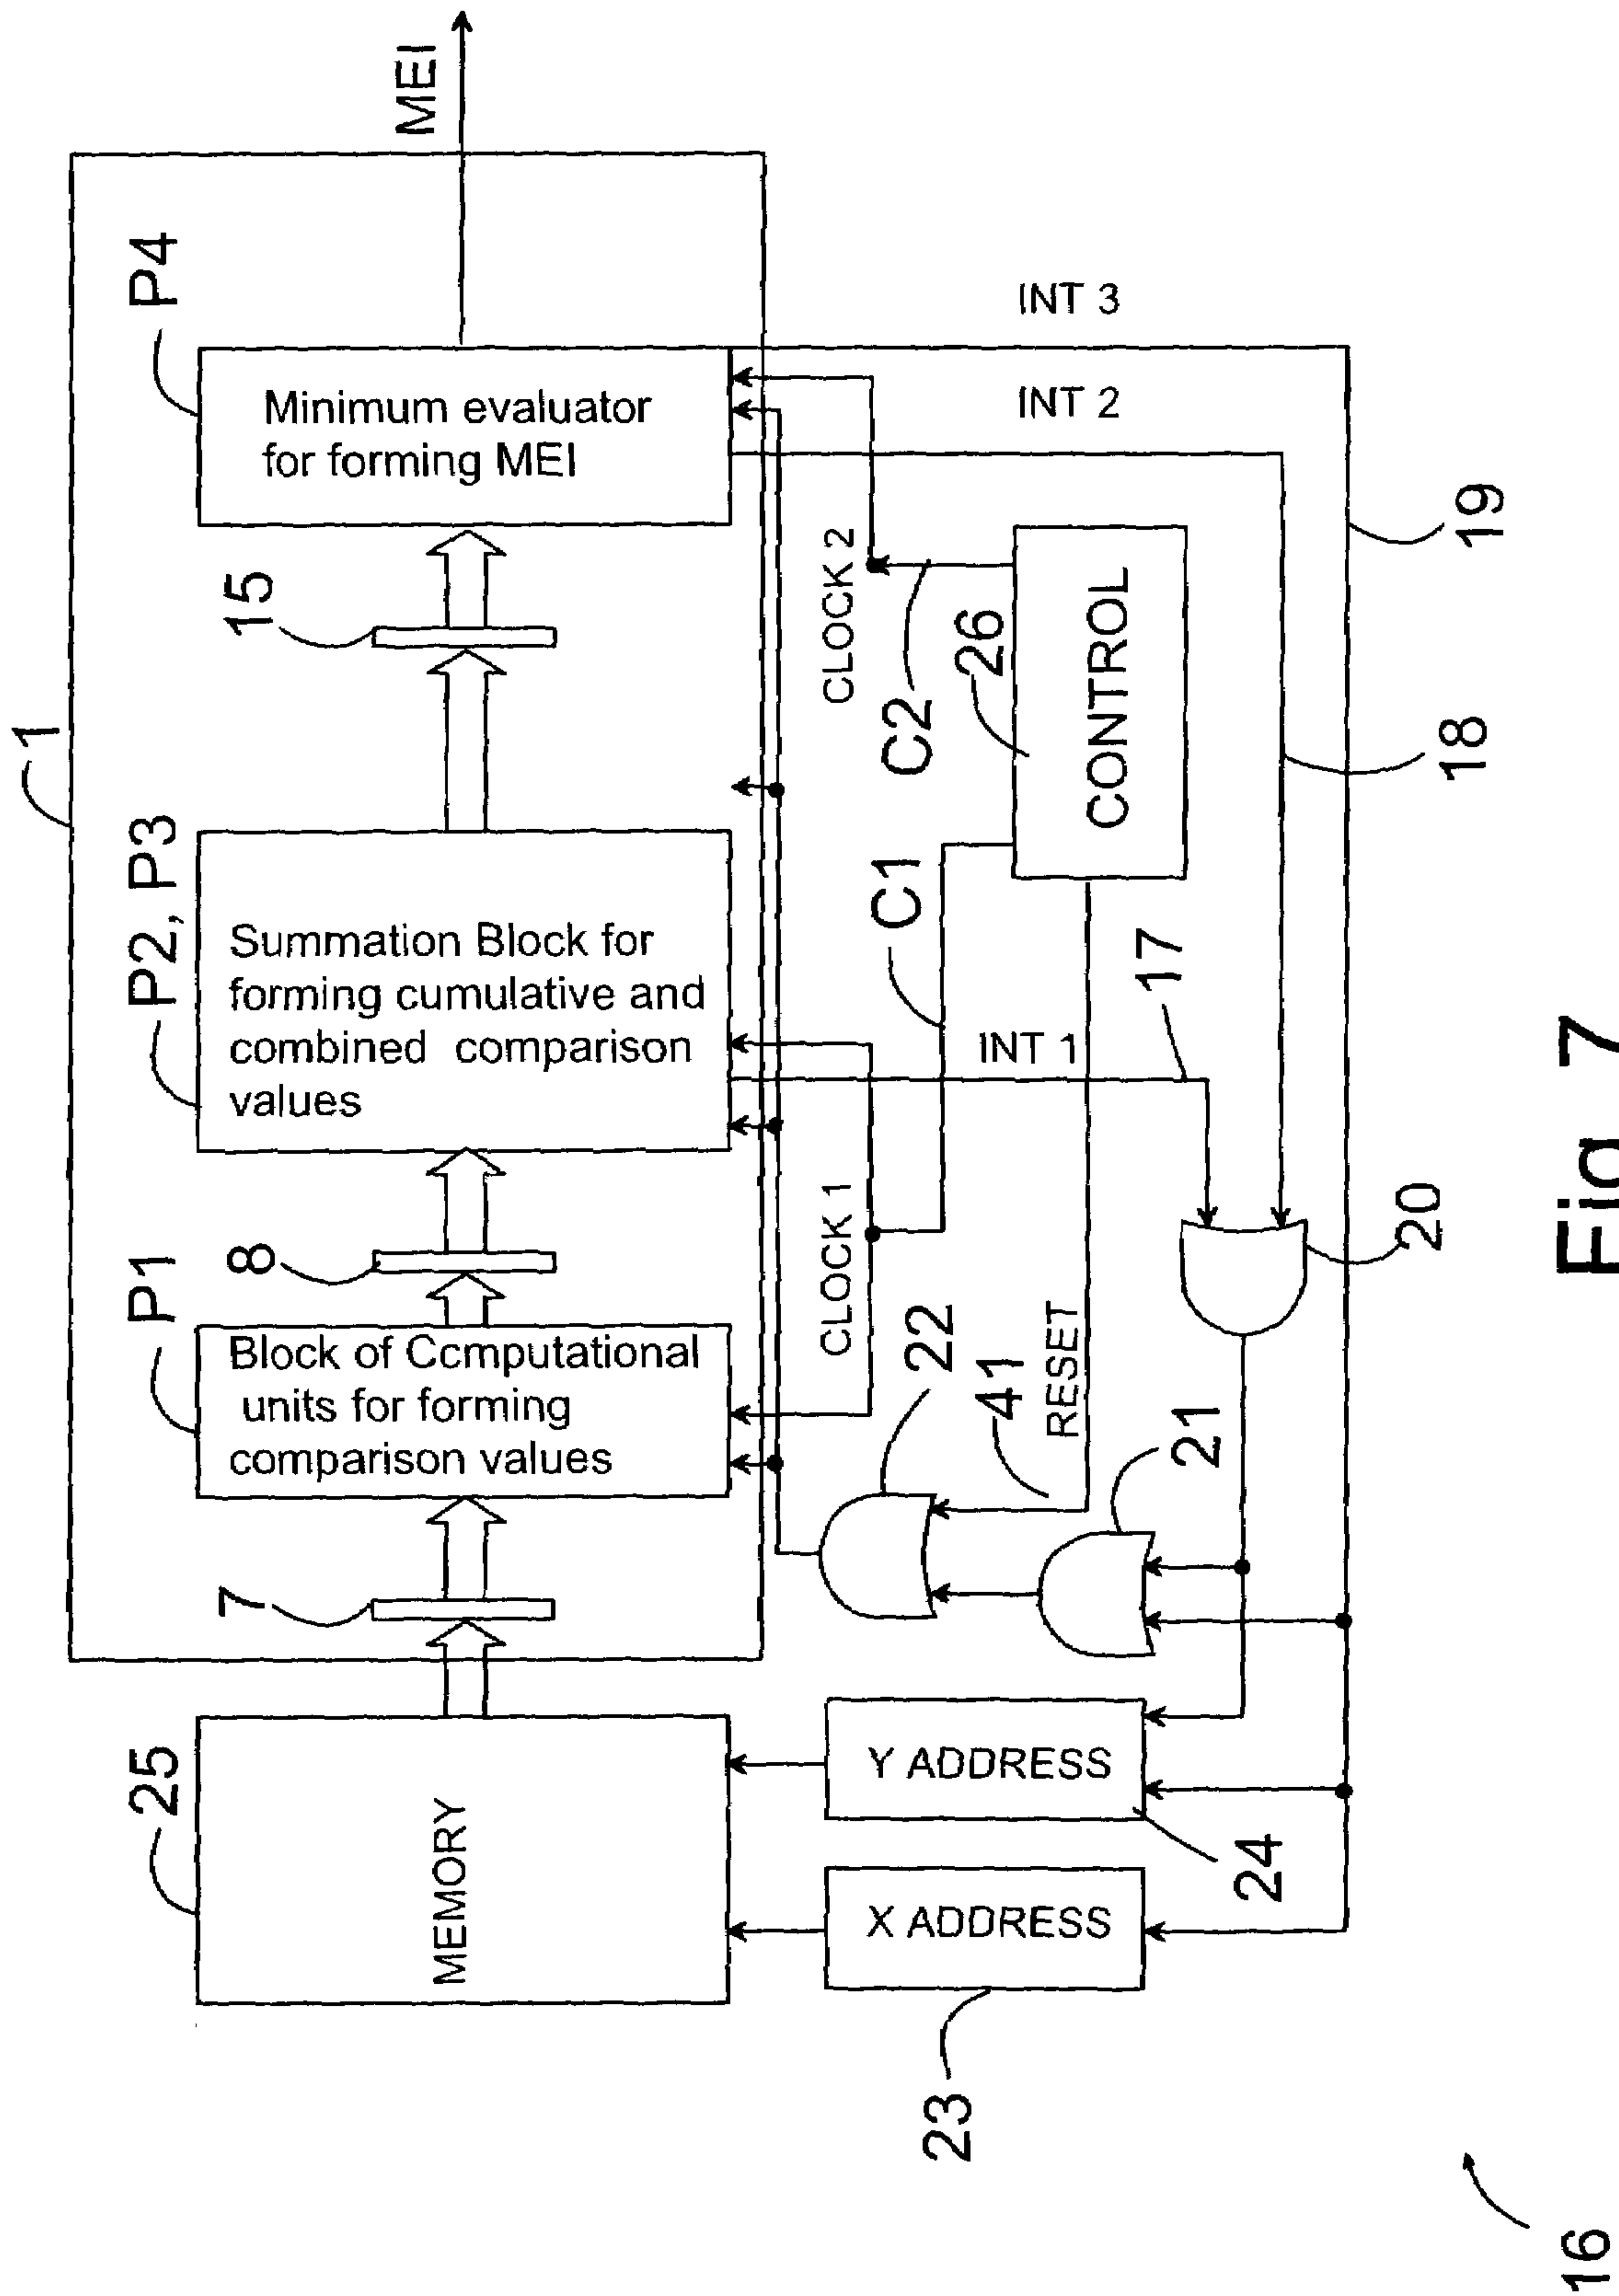 1
MEI
P4
Minimum evaluator
for forming MEI
15
P2, P3
Summation Block for
forming cumulative and
combined comparison
values
8
P1
Block of Ccmputational
units for forming
comparison values
7
25
MEMORY
INT 3
INT 2
19
CLOCK 2
C2
26
CONTROL
18
C1
17
INT 1
CLOCK 1
20
22
41
RESET
21
Y ADDRESS
24
X ADDRESS
23
16
Fig. 7